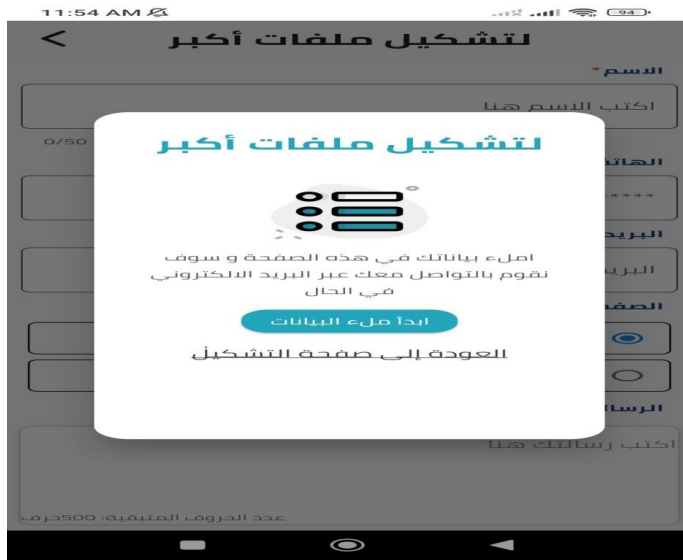 11:54 AM
94
لتشكيل ملفات أكبر
الاسم*
اكتب الاسم هنا
0/50
لتشكيل ملفات أكبر
املء بياناتك في هذه الصفحة و سوف
نقوم بالتواصل معك عبر البريد الالكتروني
في الحال
ابدأ ملء البيانات
العودة إلى صفحة التشكيل
****
اكتب رسالتك هنا
عدد الحروف المتبقية: 500حرف